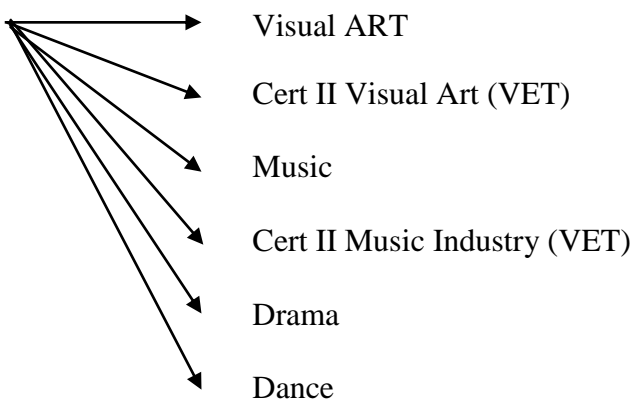 Visual ART
Cert II Visual Art (VET)
Music
Cert II Music Industry (VET)
Drama
Dance